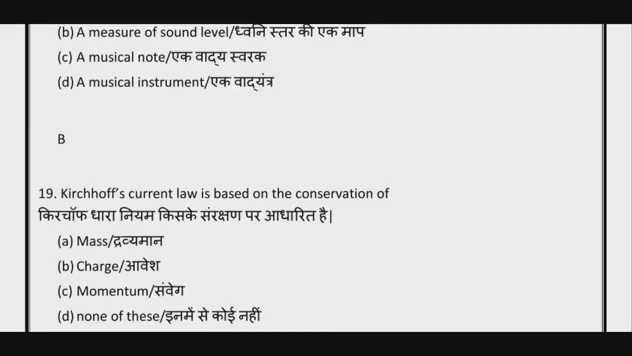 (b) A measure of sound level/ध्वनि स्तर की एक माप
(c) A musical note/एक वाद्य स्वरक
(d) A musical instrument/एक वाद्यंत्र
B
19. Kirchhoff's current law is based on the conservation of
किरचॉफ धारा नियम किसके संरक्षण पर आधारित है|
(a) Mass/द्रव्यमान
(b) Charge/आवेश
(c) Momentum/संवेग
(d) none of these/इनमें से कोई नहीं